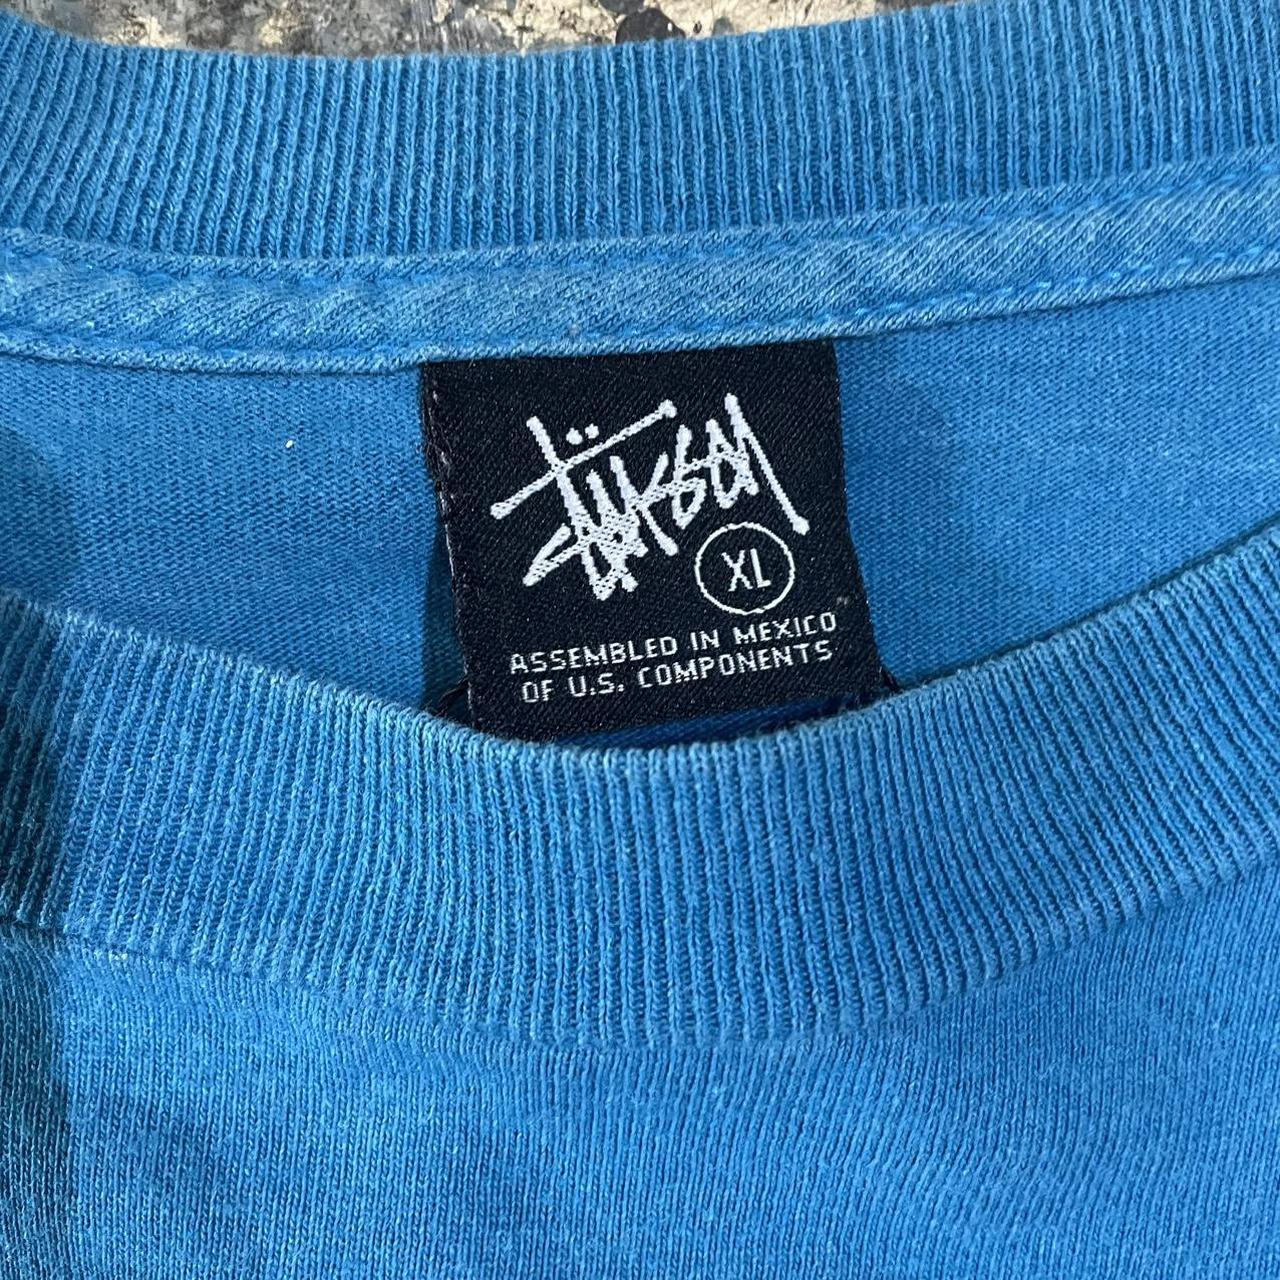 Stüssy
XL
ASSEMBLED IN MEXICO
OF U.S. COMPONENTS